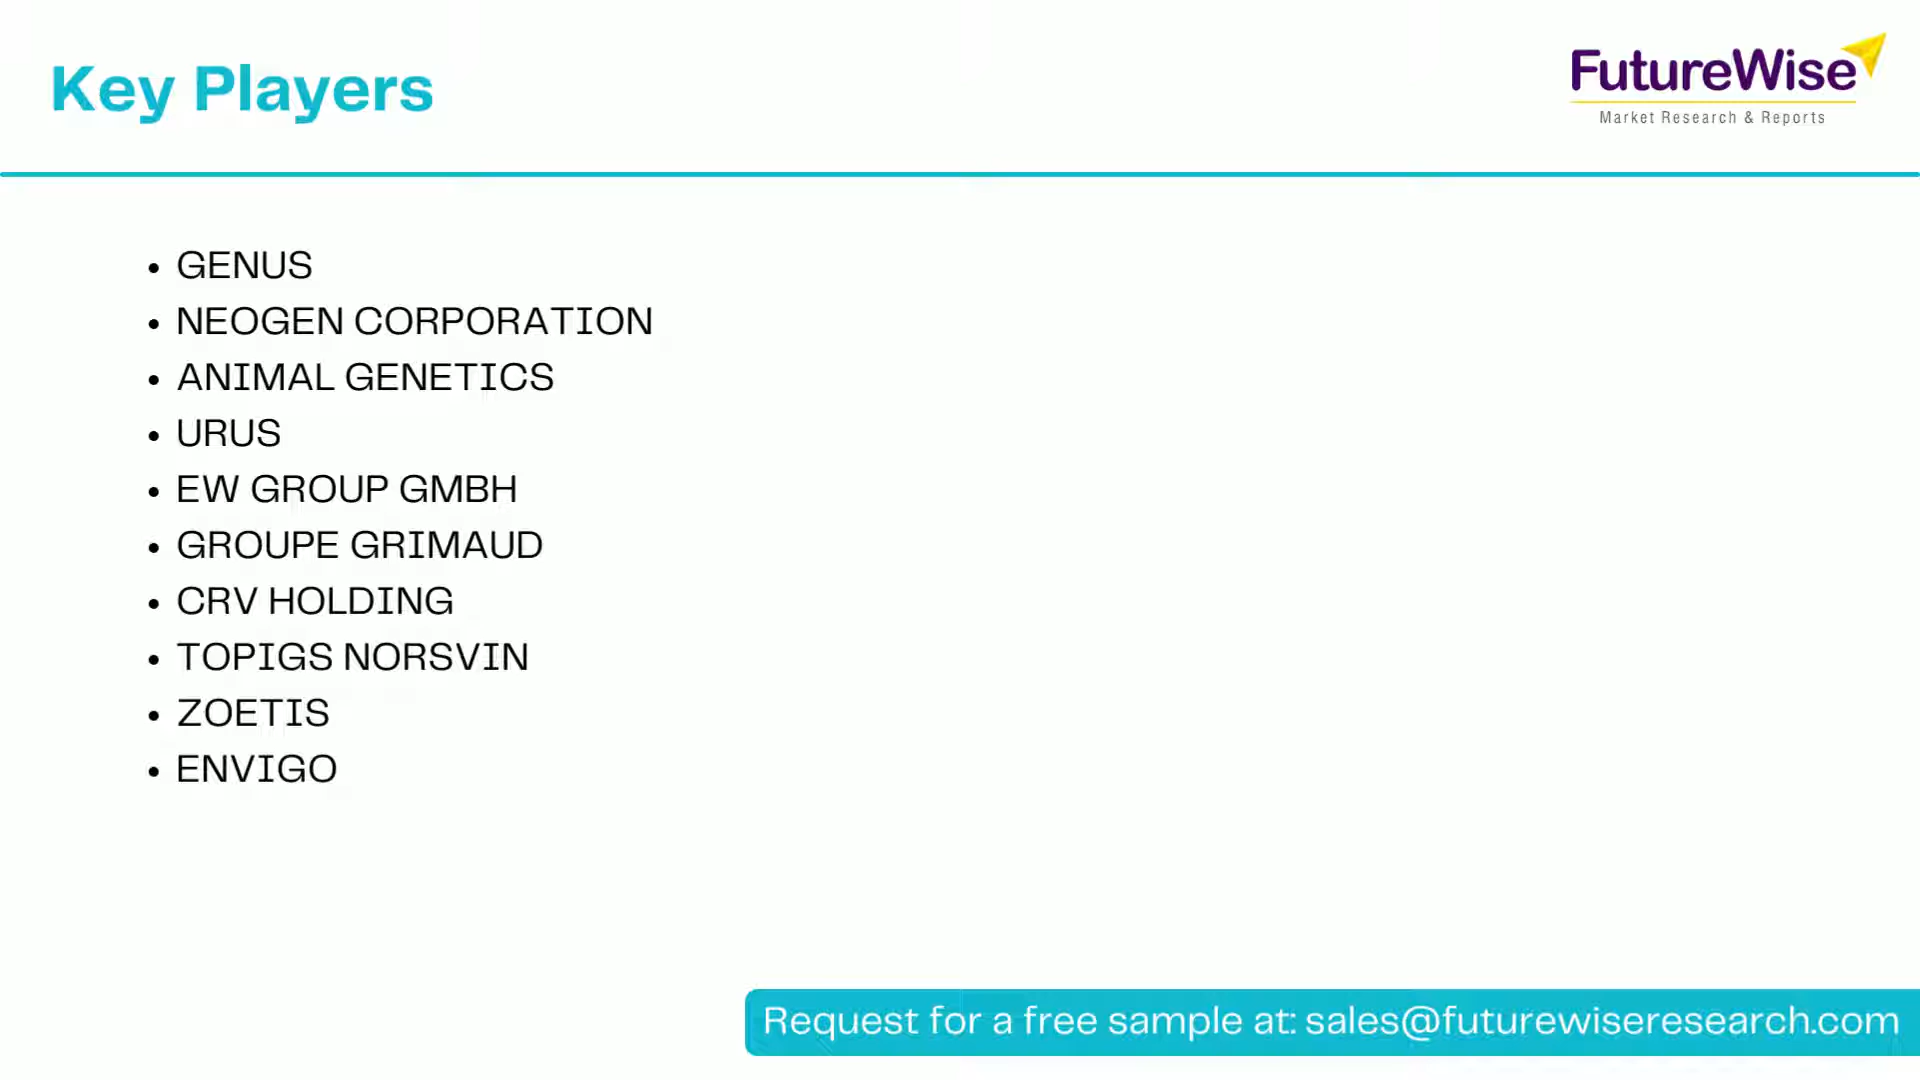 Key Players
FutureWise
Market Research & Reports
• GENUS
• NEOGEN CORPORATION
• ANIMAL GENETICS
• URUS
• EW GROUP GMBH
• GROUPE GRIMAUD
• CRV HOLDING
• TOPIGS NORSVIN
• ZOETIS
• ENVIGO
Request for a free sample at: sales@futurewiseresearch.com